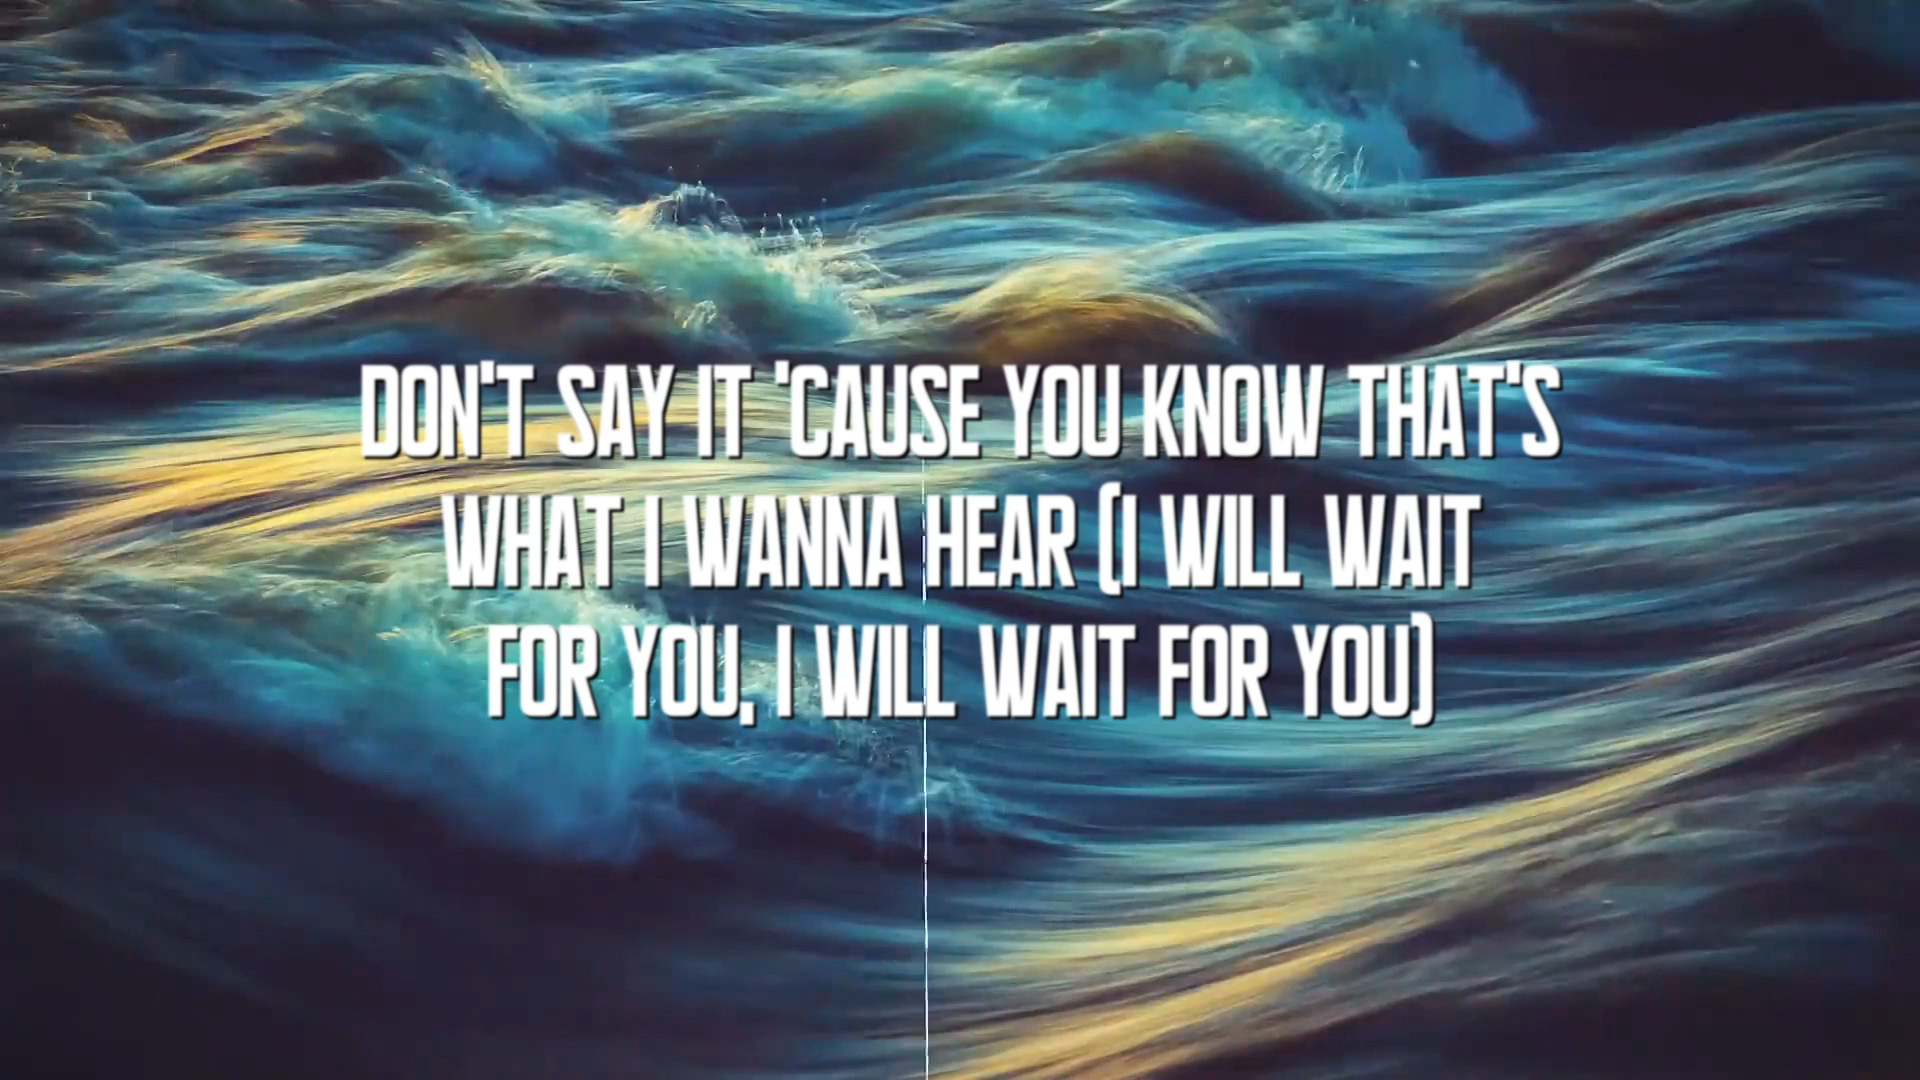 DON'T SAY IT 'CAUSE YOU KNOW THAT'S
WHAT I WANNA HEAR (I WILL WAIT
FOR YOU, I WILL WAIT FOR YOU)